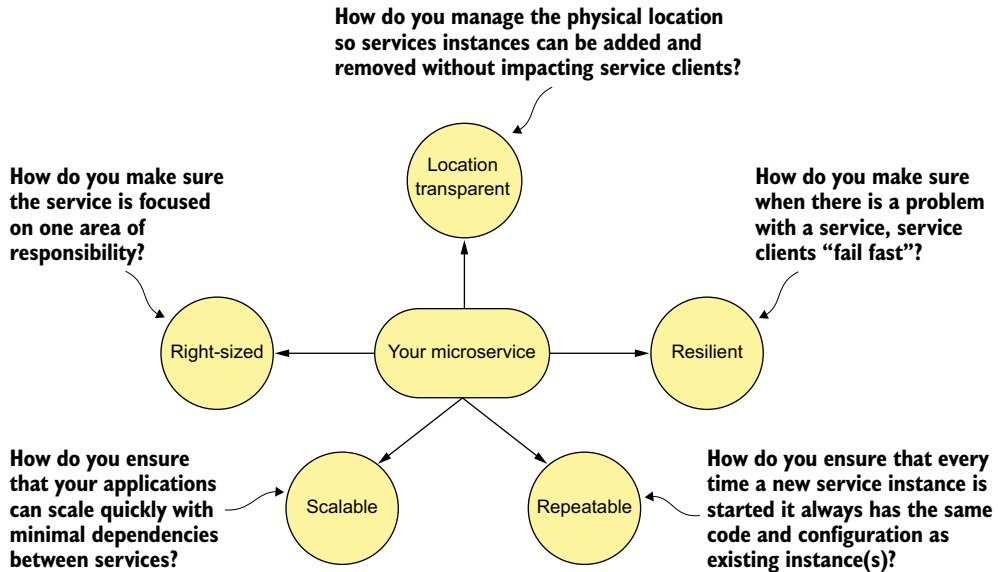 How do you manage the physical location
so services instances can be added and
removed without impacting service clients?
Location
transparent
How do you make sure
the service is focused
on one area of
responsibility?
How do you make sure
when there is a problem
with a service, service
clients “fail fast”?
Right-sized
Your microservice
Resilient
How do you ensure
that your applications
can scale quickly with
minimal dependencies
between services?
Scalable
Repeatable
How do you ensure that every
time a new service instance is
started it always has the same
code and configuration as
existing instance(s)?